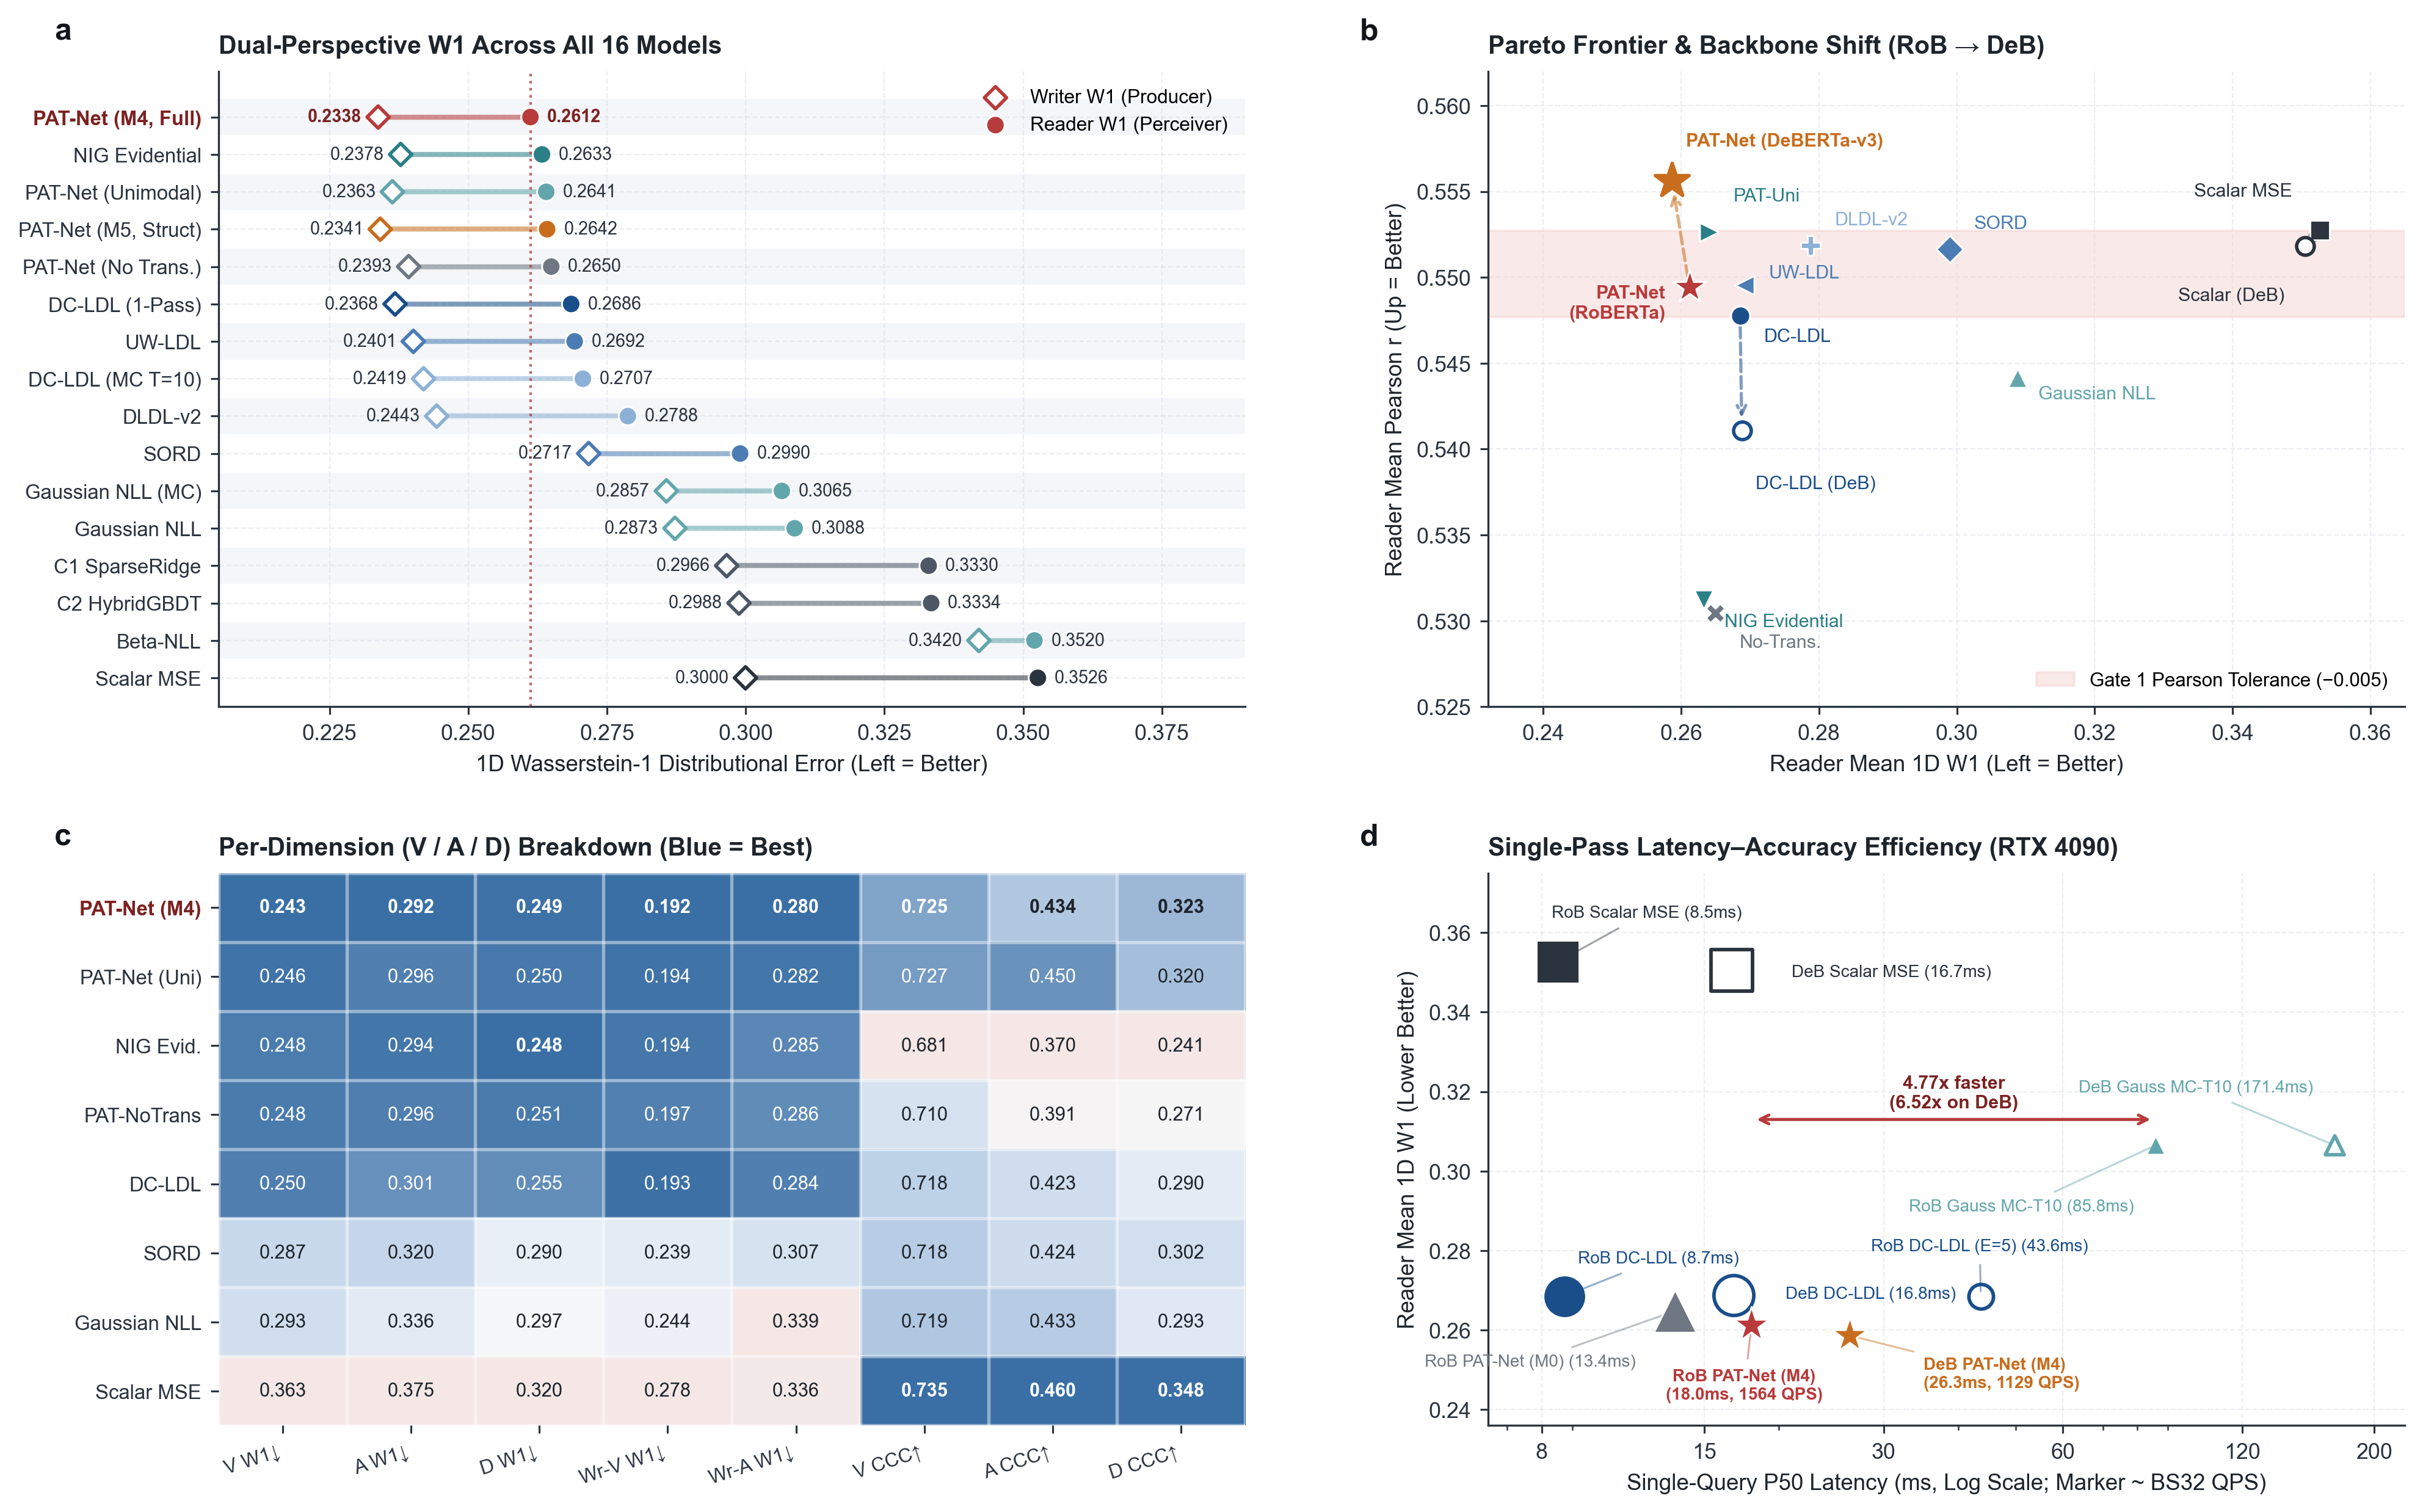 a
Dual-Perspective W1 Across All 16 Models
Writer W1 (Producer)
Reader W1 (Perceiver)
PAT-Net (M4, Full) 0.2338 0.2612
NIG Evidential 0.2378 0.2633
PAT-Net (Unimodal) 0.2363 0.2641
PAT-Net (M5, Struct) 0.2341 0.2642
PAT-Net (No Trans.) 0.2393 0.2650
DC-LDL (1-Pass) 0.2368 0.2686
UW-LDL 0.2401 0.2692
DC-LDL (MC T=10) 0.2419 0.2707
DLDL-v2 0.2443 0.2788
SORD 0.2717 0.2990
Gaussian NLL (MC) 0.2857 0.3065
Gaussian NLL 0.2873 0.3088
C1 SparseRidge 0.2966 0.3330
C2 HybridGBDT 0.2988 0.3334
Beta-NLL 0.3420 0.3520
Scalar MSE 0.3000 0.3526
0.225 0.250 0.275 0.300 0.325 0.350 0.375
1D Wasserstein-1 Distributional Error (Left = Better)
b
Pareto Frontier & Backbone Shift (RoB → DeB)
Reader Mean Pearson r (Up = Better)
0.560
0.555
0.550
0.545
0.540
0.535
0.530
0.525
PAT-Net (DeBERTa-v3)
PAT-Uni
Scalar MSE
DLDL-v2
SORD
UW-LDL
PAT-Net
(RoBERTa)
Scalar (DeB)
DC-LDL
Gaussian NLL
DC-LDL (DeB)
NIG Evidential
No-Trans.
Gate 1 Pearson Tolerance (−0.005)
0.24 0.26 0.28 0.30 0.32 0.34 0.36
Reader Mean 1D W1 (Left = Better)
c
Per-Dimension (V / A / D) Breakdown (Blue = Best)
PAT-Net (M4) 0.243 0.292 0.249 0.192 0.280 0.725 0.434 0.323
PAT-Net (Uni) 0.246 0.296 0.250 0.194 0.282 0.727 0.450 0.320
NIG Evid. 0.248 0.294 0.248 0.194 0.285 0.681 0.370 0.241
PAT-NoTrans 0.248 0.296 0.251 0.197 0.286 0.710 0.391 0.271
DC-LDL 0.250 0.301 0.255 0.193 0.284 0.718 0.423 0.290
SORD 0.287 0.320 0.290 0.239 0.307 0.718 0.424 0.302
Gaussian NLL 0.293 0.336 0.297 0.244 0.339 0.719 0.433 0.293
Scalar MSE 0.363 0.375 0.320 0.278 0.336 0.735 0.460 0.348
V W1↓ A W1↓ D W1↓ Wr-V W1↓ Wr-A W1↓ V CCC↑ A CCC↑ D CCC↑
d
Single-Pass Latency–Accuracy Efficiency (RTX 4090)
Reader Mean 1D W1 (Lower Better)
0.36
0.34
0.32
0.30
0.28
0.26
0.24
RoB Scalar MSE (8.5ms)
DeB Scalar MSE (16.7ms)
4.77x faster
(6.52x on DeB)
DeB Gauss MC-T10 (171.4ms)
RoB Gauss MC-T10 (85.8ms)
RoB DC-LDL (8.7ms)
RoB DC-LDL (E=5) (43.6ms)
DeB DC-LDL (16.8ms)
RoB PAT-Net (M0) (13.4ms)
RoB PAT-Net (M4)
(18.0ms, 1564 QPS)
DeB PAT-Net (M4)
(26.3ms, 1129 QPS)
8 15 30 60 120 200
Single-Query P50 Latency (ms, Log Scale; Marker ~ BS32 QPS)